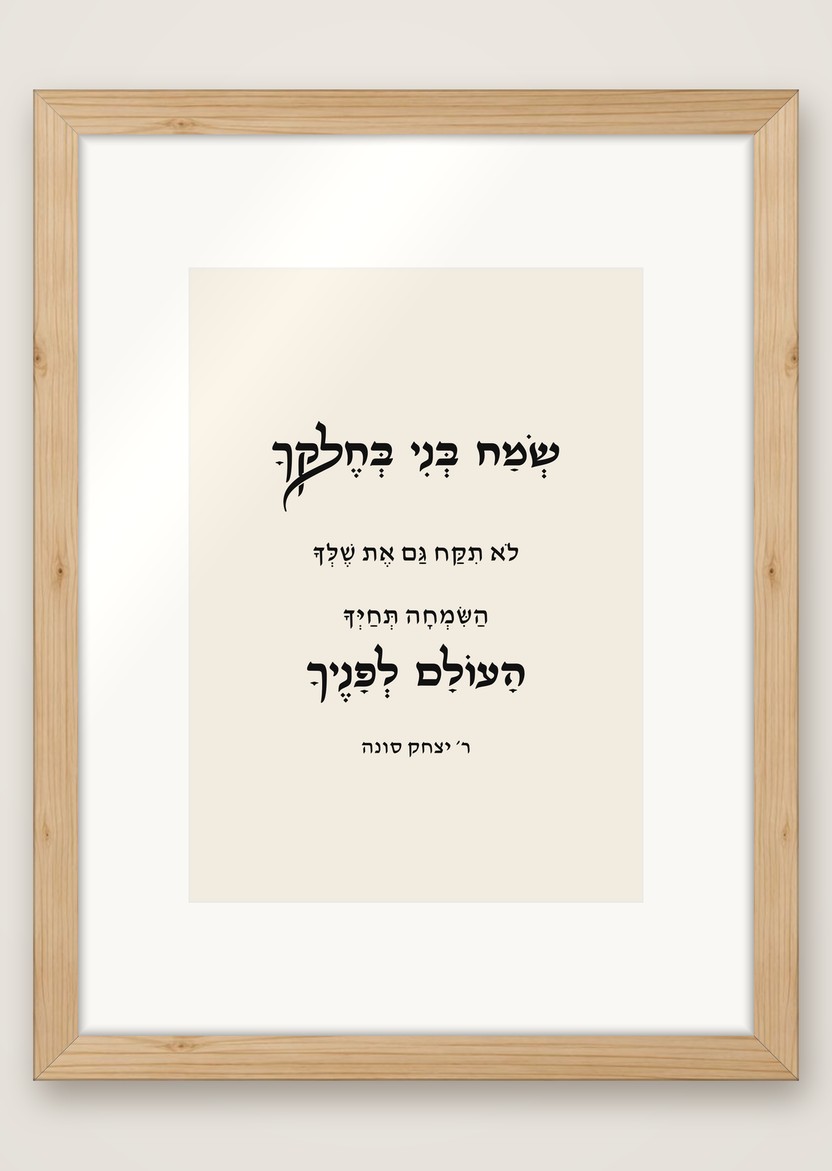 שְׂמַח בְּנִי בְּחֶלְקְךָ
לֹא תִקַּח גַּם אֶת שֶׁלְּךָ
הַשִּׂמְחָה תְּחַיְּךָ
הָעוֹלָם לְפָנֶיךָ
ר׳ יצחק סונה